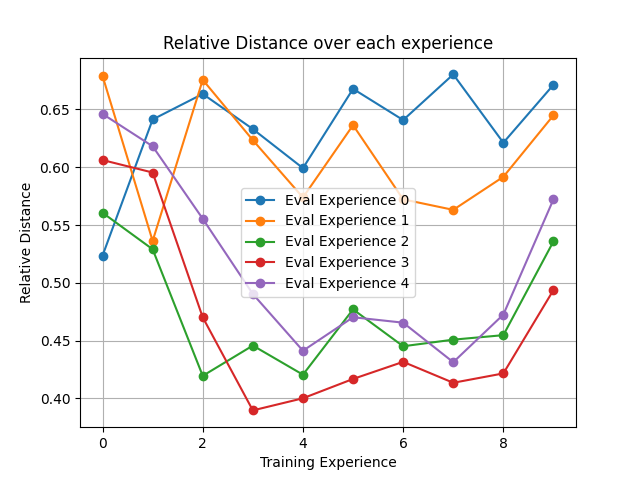 Relative Distance over each experience
Relative Distance
0.65
0.60
0.55
0.50
0.45
0.40
Eval Experience 0
Eval Experience 1
Eval Experience 2
Eval Experience 3
Eval Experience 4
0 2 4 6 8
Training Experience